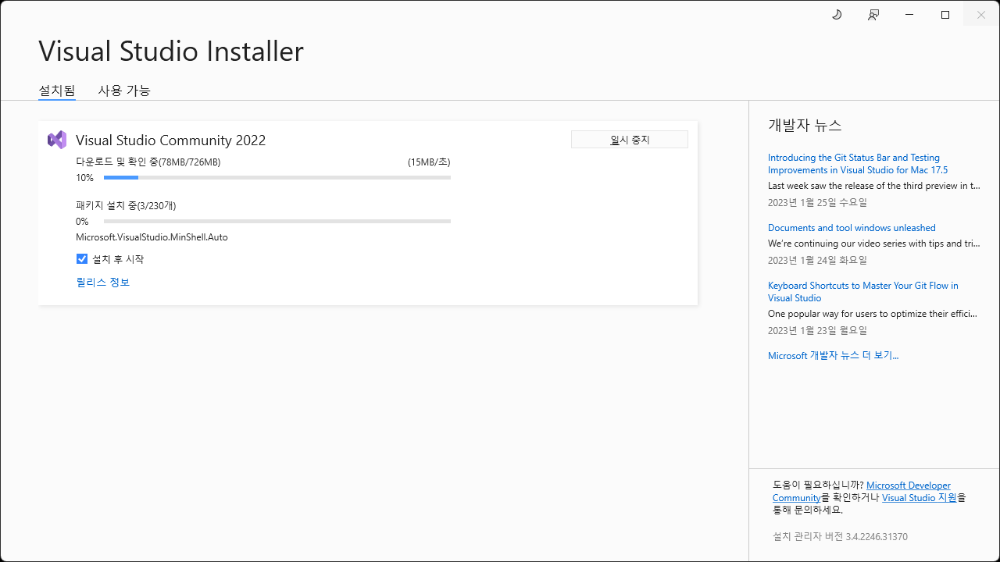 Visual Studio Installer
설치됨 사용 가능
Visual Studio Community 2022
일시 중지
다운로드 및 확인 중(78MB/726MB) (15MB/초)
10%
패키지 설치 중(3/230개)
0%
Microsoft.VisualStudio.MinShell.Auto
설치 후 시작
릴리스 정보
개발자 뉴스
Introducing the Git Status Bar and Testing
Improvements in Visual Studio for Mac 17.5
Last week saw the release of the third preview in t...
2023년 1월 25일 수요일
Documents and tool windows unleashed
We're continuing our video series with tips and tri...
2023년 1월 24일 화요일
Keyboard Shortcuts to Master Your Git Flow in
Visual Studio
One popular way for users to optimize their effici...
2023년 1월 23일 월요일
Microsoft 개발자 뉴스 더 보기...
도움이 필요하십니까? Microsoft Developer
Community를 확인하거나 Visual Studio 지원을
통해 문의하세요.
설치 관리자 버전 3.4.2246.31370